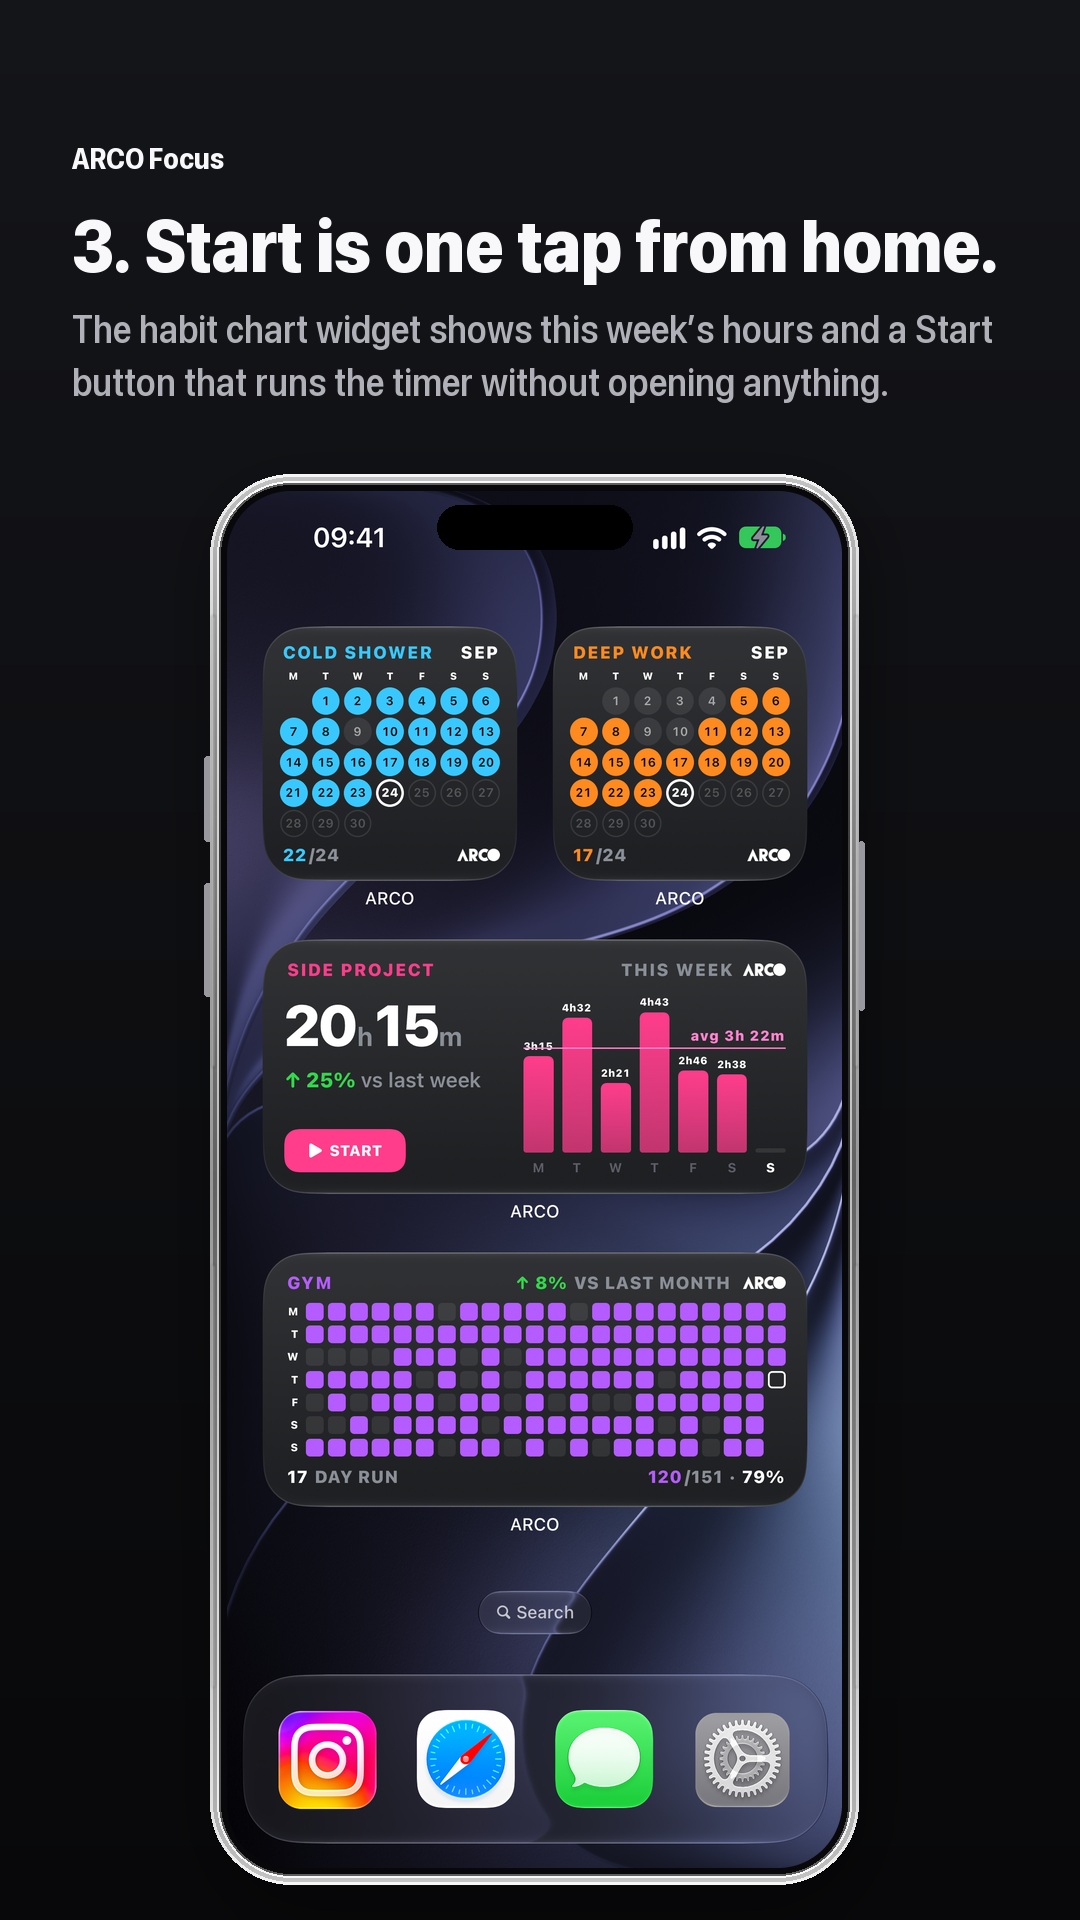 ARCO Focus
3. Start is one tap from home.
The habit chart widget shows this week’s hours and a Start
button that runs the timer without opening anything.
09:41
COLD SHOWER SEP
M T W T F S S
1 2 3 4 5 6
7 8 9 10 11 12 13
14 15 16 17 18 19 20
21 22 23 24 25 26 27
28 29 30
22/24 ARCO
ARCO
DEEP WORK SEP
M T W T F S S
1 2 3 4 5 6
7 8 9 10 11 12 13
14 15 16 17 18 19 20
21 22 23 24 25 26 27
28 29 30
17/24 ARCO
ARCO
SIDE PROJECT THIS WEEK ARCO
20h 15m
↑ 25% vs last week
START
3h15 4h32 2h21 4h43 2h46 2h38
avg 3h 22m
M T W T F S S
ARCO
GYM ↑ 8% VS LAST MONTH ARCO
M
T
W
T
F
S
S
17 DAY RUN 120/151 · 79%
ARCO
Search